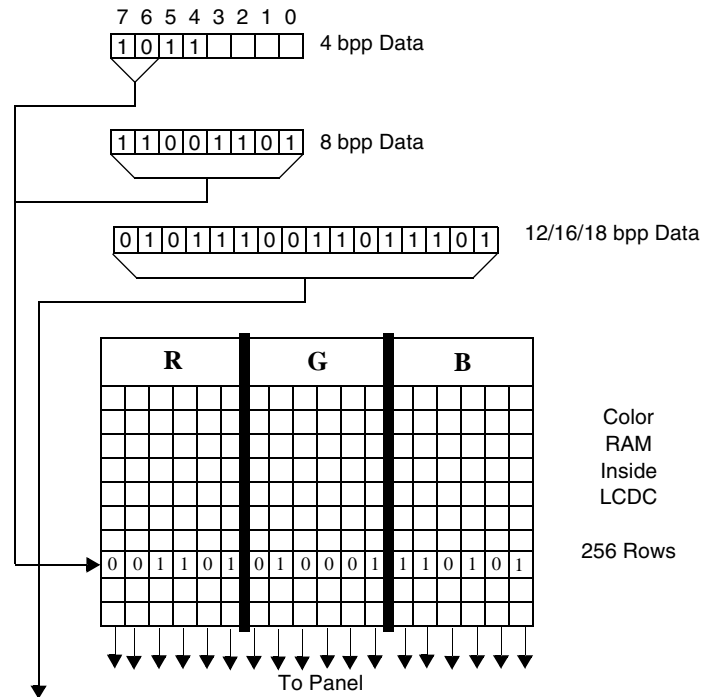 7 6 5 4 3 2 1 0
1 0 1 1 4 bpp Data
1 1 0 0 1 1 0 1 8 bpp Data
0 1 0 1 1 1 0 0 1 1 0 1 1 1 0 1 12/16/18 bpp Data
R G B
Color
RAM
Inside
LCDC
256 Rows
0 0 1 1 0 1 0 1 0 0 0 1 1 1 0 1 0 1
To Panel